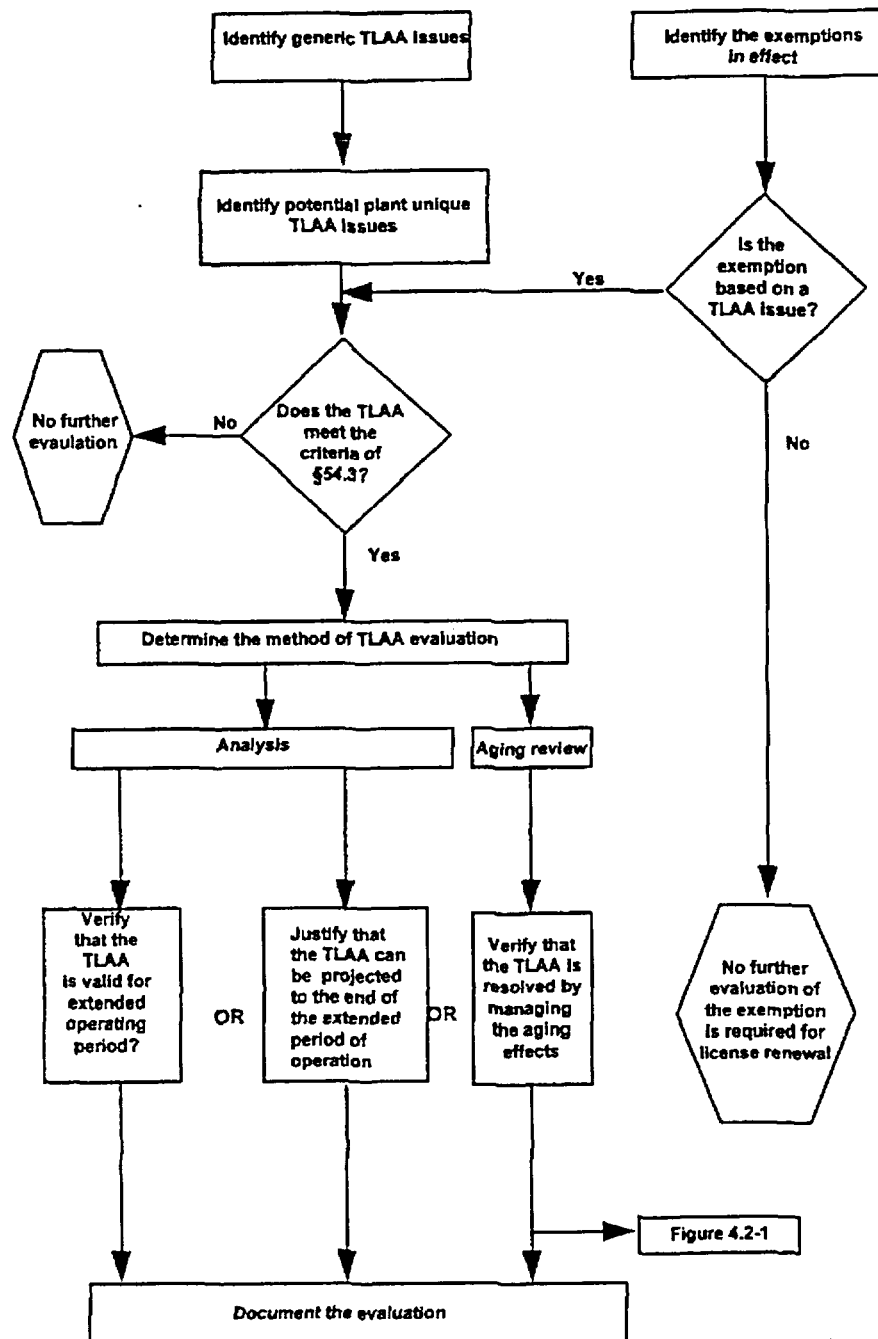 Identify generic TLAA issues
Identify the exemptions
in effect
Identify potential plant unique
TLAA issues
Is the
exemption
based on a
TLAA issue?
Yes
No further
evaulation
No
Does the TLAA
meet the
criteria of
§54.3?
No
Yes
Determine the method of TLAA evaluation
Analysis
Aging review
Verify
that the
TLAA
is valid for
extended
operating
period?
OR
Justify that
the TLAA can
be projected
to the end of
the extended
period of
operation
OR
Verify that
the TLAA is
resolved by
managing
the aging
effects
No further
evaluation of
the exemption
is required for
license renewal
Figure 4.2-1
Document the evaluation